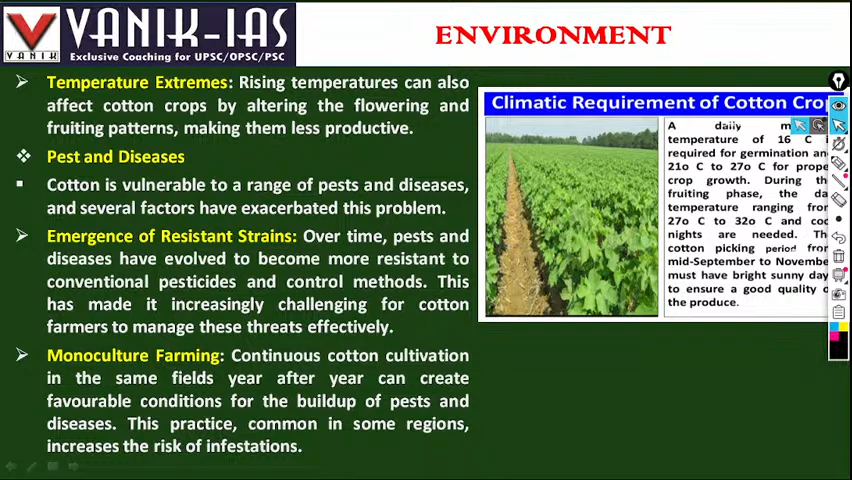 VANIK-IAS
VANIK
Exclusive Coaching for UPSC/OPSC/PSC
ENVIRONMENT
➢ Temperature Extremes: Rising temperatures can also
affect cotton crops by altering the flowering and
fruiting patterns, making them less productive.
❖ Pest and Diseases
▪ Cotton is vulnerable to a range of pests and diseases,
and several factors have exacerbated this problem.
➢ Emergence of Resistant Strains: Over time, pests and
diseases have evolved to become more resistant to
conventional pesticides and control methods. This
has made it increasingly challenging for cotton
farmers to manage these threats effectively.
➢ Monoculture Farming: Continuous cotton cultivation
in the same fields year after year can create
favourable conditions for the buildup of pests and
diseases. This practice, common in some regions,
increases the risk of infestations.
Climatic Requirement of Cotton Cro
A daily m
temperature of 16 C i
required for germination an
21o C to 27o C for prope
crop growth. During th
fruiting phase, the da
temperature ranging fro
27o C to 32o C and coo
nights are needed. Th
cotton picking period fro
mid-September to Novembe
must have bright sunny day
to ensure a good quality o
the produce.